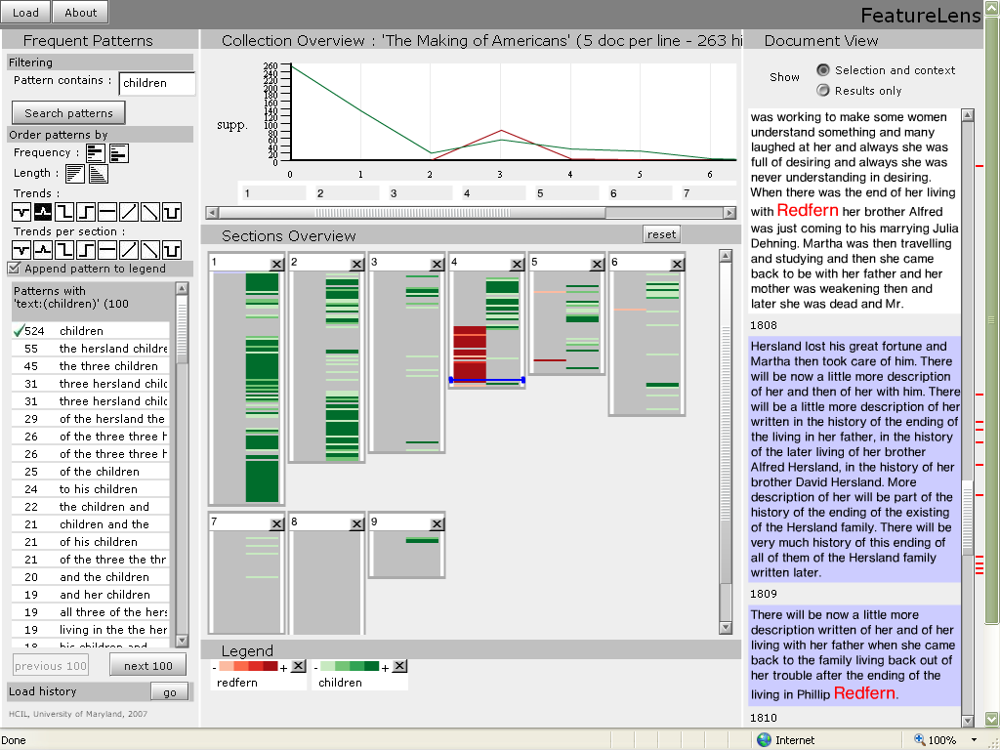 Load About
FeatureLens
Frequent Patterns
Filtering
Pattern contains : children
Search patterns
Order patterns by
Frequency :
Length :
Trends :
Trends per section :
Append pattern to legend
Patterns with
'text:(children)' (100
524 children
55 the hersland childre
45 the three children
31 three hersland chil
31 three hersland chil
29 of the hersland the
26 of the three three h
26 of the three three h
25 of the children
24 to his children
22 the children and
21 children and the
21 of his children
21 of the three the thr
20 and the children
19 and her children
19 all three of the hers
19 living in the the her
18 his children and
previous 100 next 100
Load history go
HCIL, University of Maryland, 2007
Collection Overview : 'The Making of Americans' (5 doc per line - 263 hi
supp.
260
240
220
200
180
160
140
120
100
80
60
40
20
0
0 1 2 3 4 5 6
1 2 3 4 5 6 7
Sections Overview reset
1 2 3 4 5 6
7 8 9
Legend
- +
redfern
- +
children
Document View
Show
Selection and context
Results only
was working to make some women
understand something and many
laughed at her and always she was
full of desiring and always she was
never understanding in desiring.
When there was the end of her living
with Redfern her brother Alfred
was just coming to his marrying Julia
Dehning. Martha was then travelling
and studying and then she came
back to be with her father and her
mother was weakening then and
later she was dead and Mr.
1808
Hersland lost his great fortune and
Martha then took care of him. There
will be now a little more description
of her and then of her with him. There
will be a little more description of her
written in the history of the ending of
the living in her father, in the history
of the later living of her brother
Alfred Hersland, in the history of her
brother David Hersland. More
description of her will be part of the
history of the ending of the existing
of the Hersland family. There will be
very much history of this ending of
all of them of the Hersland family
written later.
1809
There will be now a little more
description written of her and of her
living with her father when she came
back to the family living back out of
her trouble after the ending of the
living in Phillip Redfern.
1810
Done
Internet
100%